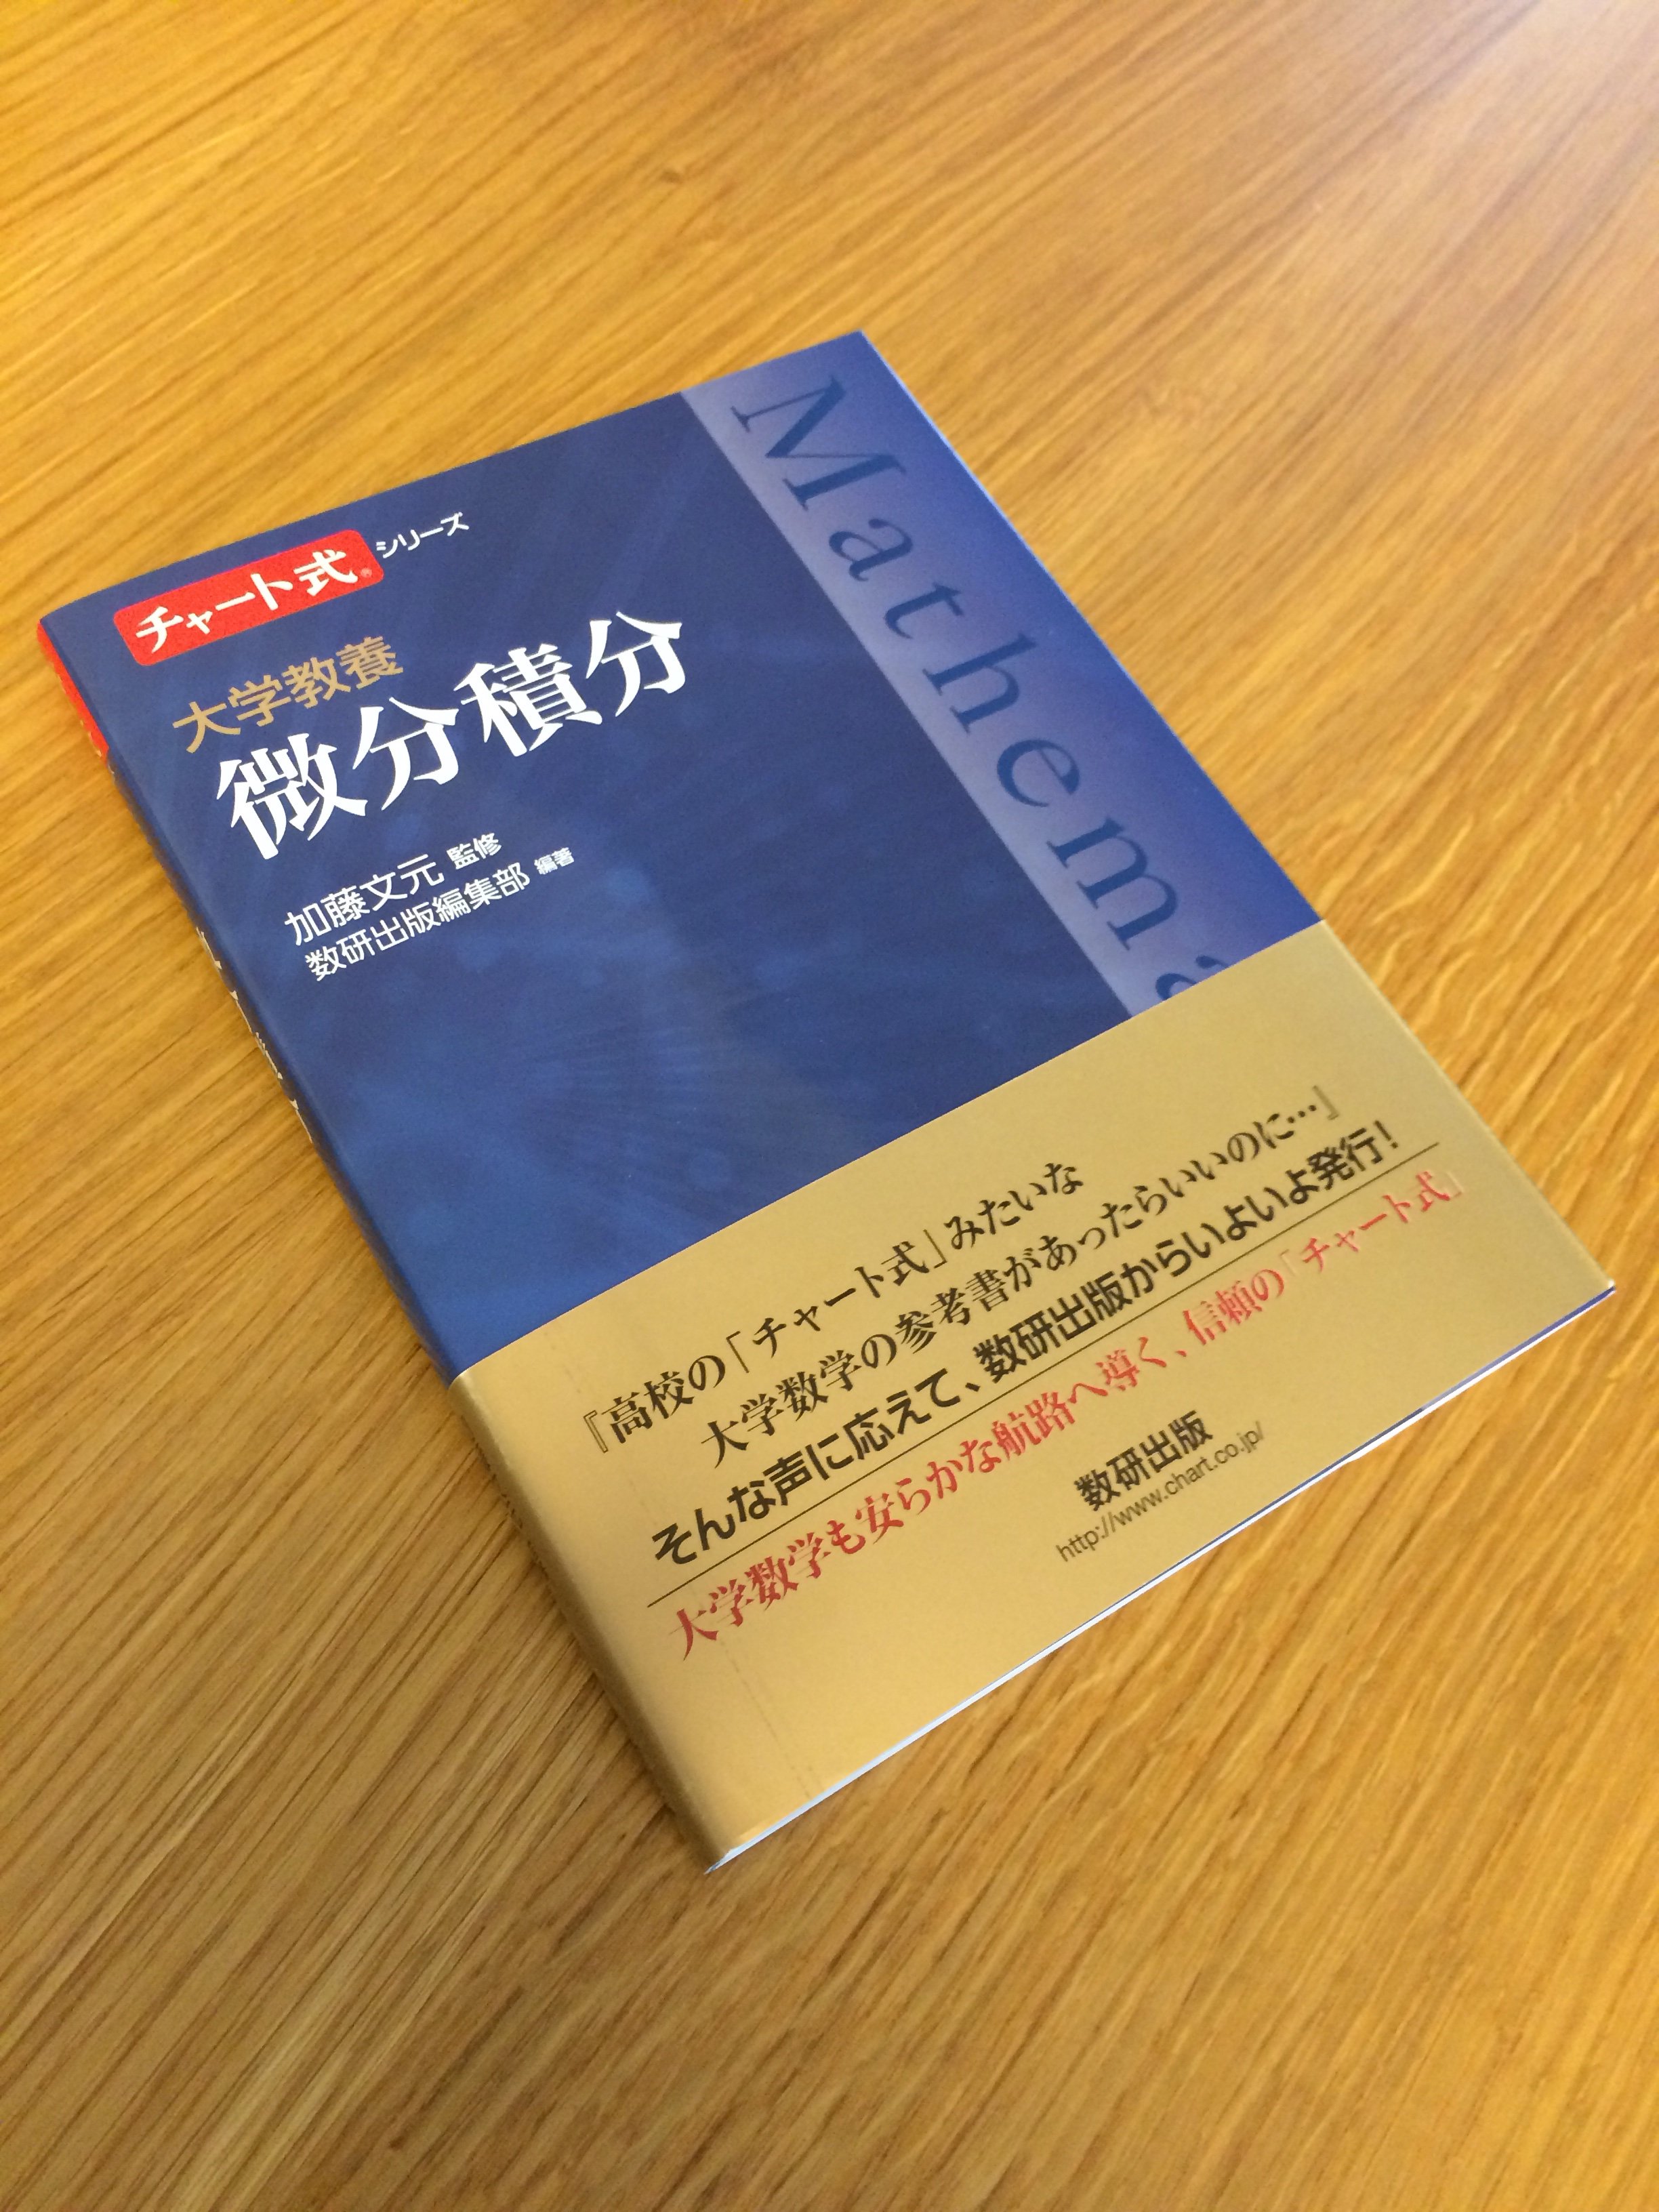 チャート式® シリーズ
大学教養
微分積分
加藤文元 監修
数研出版編集部 編著
Mathema
『高校の「チャート式」みたいな
大学数学の参考書があったらいいのに…』
そんな声に応えて、数研出版からいよいよ発行！
大学数学も安らかな航路へ導く、信頼の「チャート式」
数研出版
http://www.chart.co.jp/